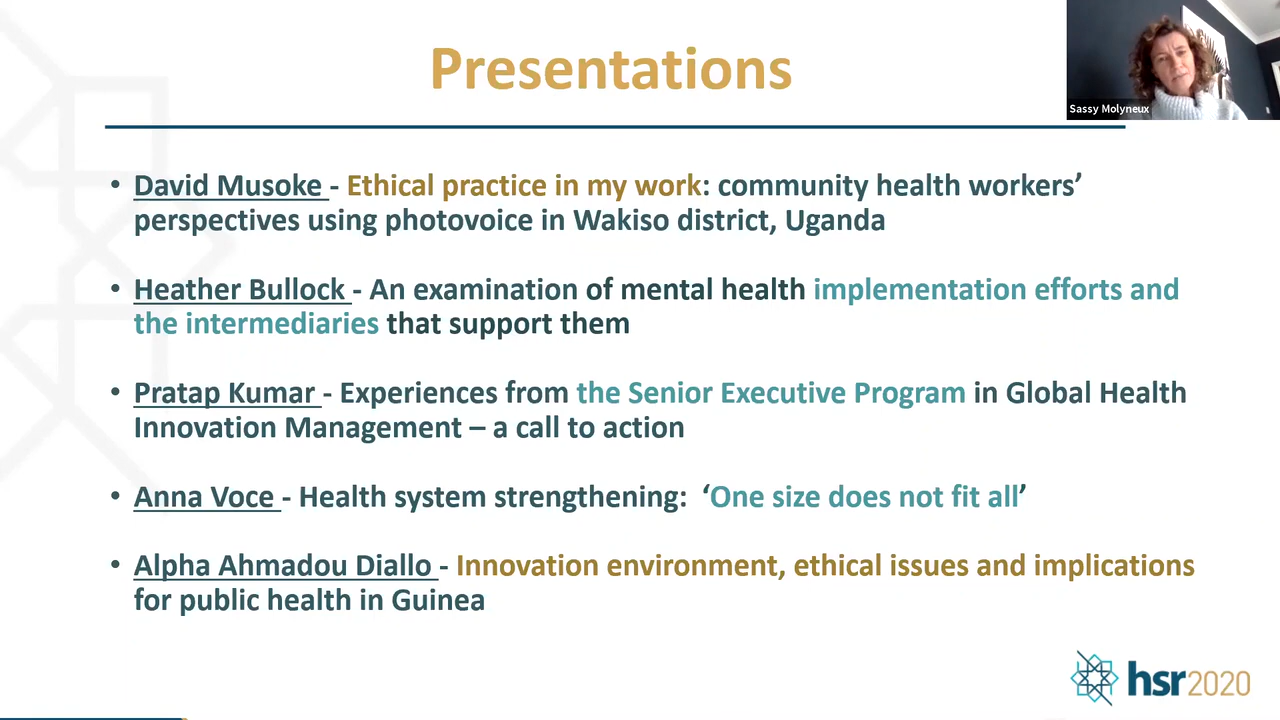 Presentations
Sassy Molyneux
• David Musoke - Ethical practice in my work: community health workers’
perspectives using photovoice in Wakiso district, Uganda
• Heather Bullock - An examination of mental health implementation efforts and
the intermediaries that support them
• Pratap Kumar - Experiences from the Senior Executive Program in Global Health
Innovation Management – a call to action
• Anna Voce - Health system strengthening: ‘One size does not fit all’
• Alpha Ahmadou Diallo - Innovation environment, ethical issues and implications
for public health in Guinea
hsr2020